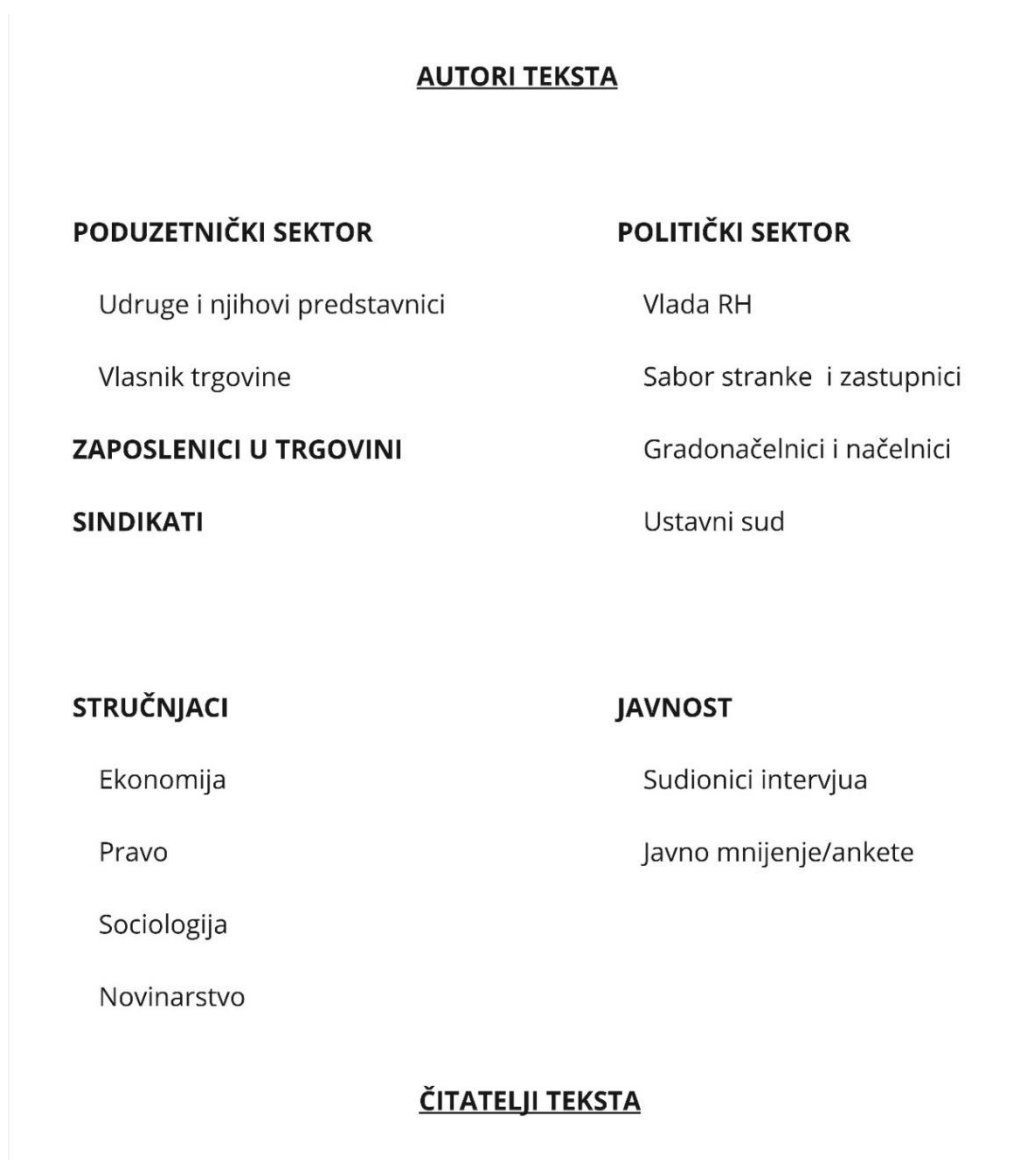 AUTORI TEKSTA
PODUZETNIČKI SEKTOR
Udruge i njihovi predstavnici
Vlasnik trgovine
ZAPOSLENICI U TRGOVINI
SINDIKATI
POLITIČKI SEKTOR
Vlada RH
Sabor stranke  i zastupnici
Gradonačelnici i načelnici
Ustavni sud
STRUČNJACI
Ekonomija
Pravo
Sociologija
Novinarstvo
JAVNOST
Sudionici intervjua
Javno mnijenje/ankete
ČITATELJI TEKSTA